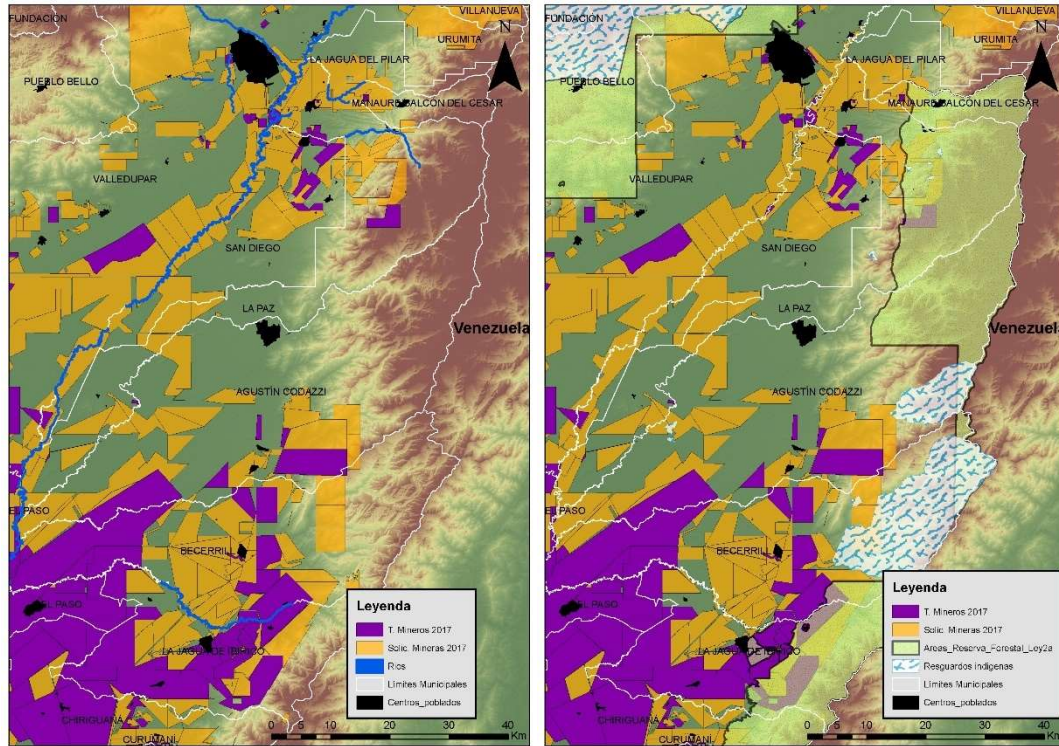 FUNDACIÓN
VILLANUEVA
N
URUMITA
LA JAGUA DEL PILAR
PUEBLO BELLO
MANAURE BALCÓN DEL CESAR
VALLEDUPAR
SAN DIEGO
LA PAZ
Venezuela
AGUSTÍN CODAZZI
EL PASO
BECERRIL
EL PASO
LA JAGUA DE IBIRICO
CHIRIGUANÁ
CURUMANÍ
Leyenda
T. Mineros 2017
Solic. Mineras 2017
Rios
Límites Municipales
Centros_poblados
0 5 10 20 30 40
Km
FUNDACIÓN
VILLANUEVA
N
URUMITA
LA JAGUA DEL PILAR
PUEBLO BELLO
MANAURE BALCÓN DEL CESAR
VALLEDUPAR
SAN DIEGO
LA PAZ
Venezuela
AGUSTÍN CODAZZI
EL PASO
BECERRIL
EL PASO
LA JAGUA DE IBIRICO
CHIRIGUANÁ
CURUMANÍ
Leyenda
T. Mineros 2017
Solic. Mineras 2017
Areas_Reserva_Forestal_Ley2a
Resguardos indigenas
Límites Municipales
Centros_poblados
0 5 10 20 30 40
Km